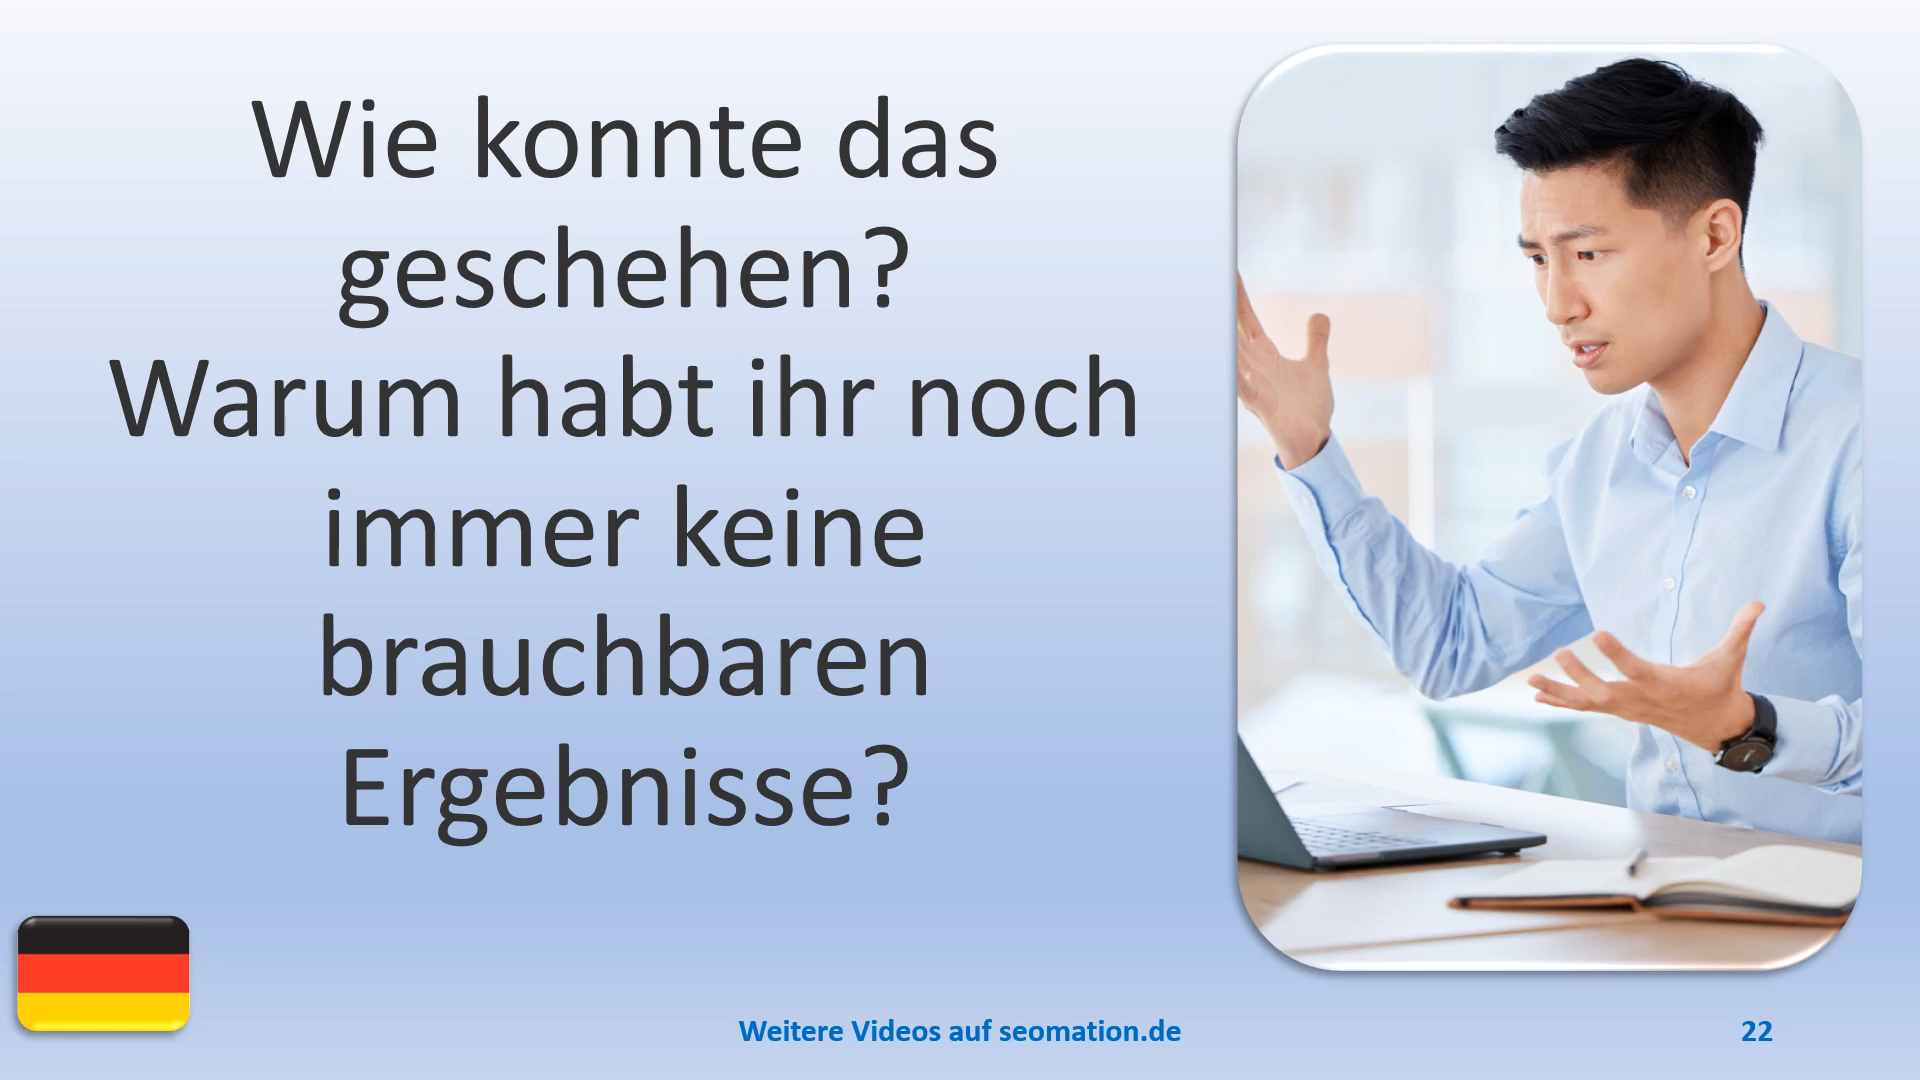 Wie konnte das
geschehen?
Warum habt ihr noch
immer keine
brauchbaren
Ergebnisse?
Weitere Videos auf seomation.de
22